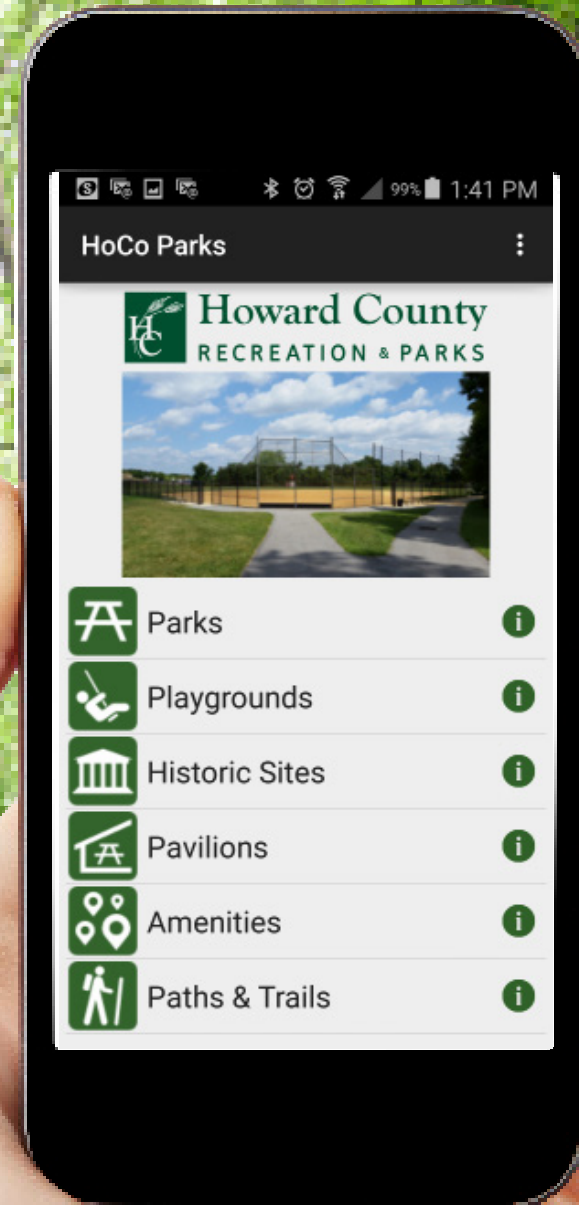 99% 1:41 PM
HoCo Parks
HC
Howard County
RECREATION & PARKS
Parks i
Playgrounds i
Historic Sites i
Pavilions i
Amenities i
Paths & Trails i